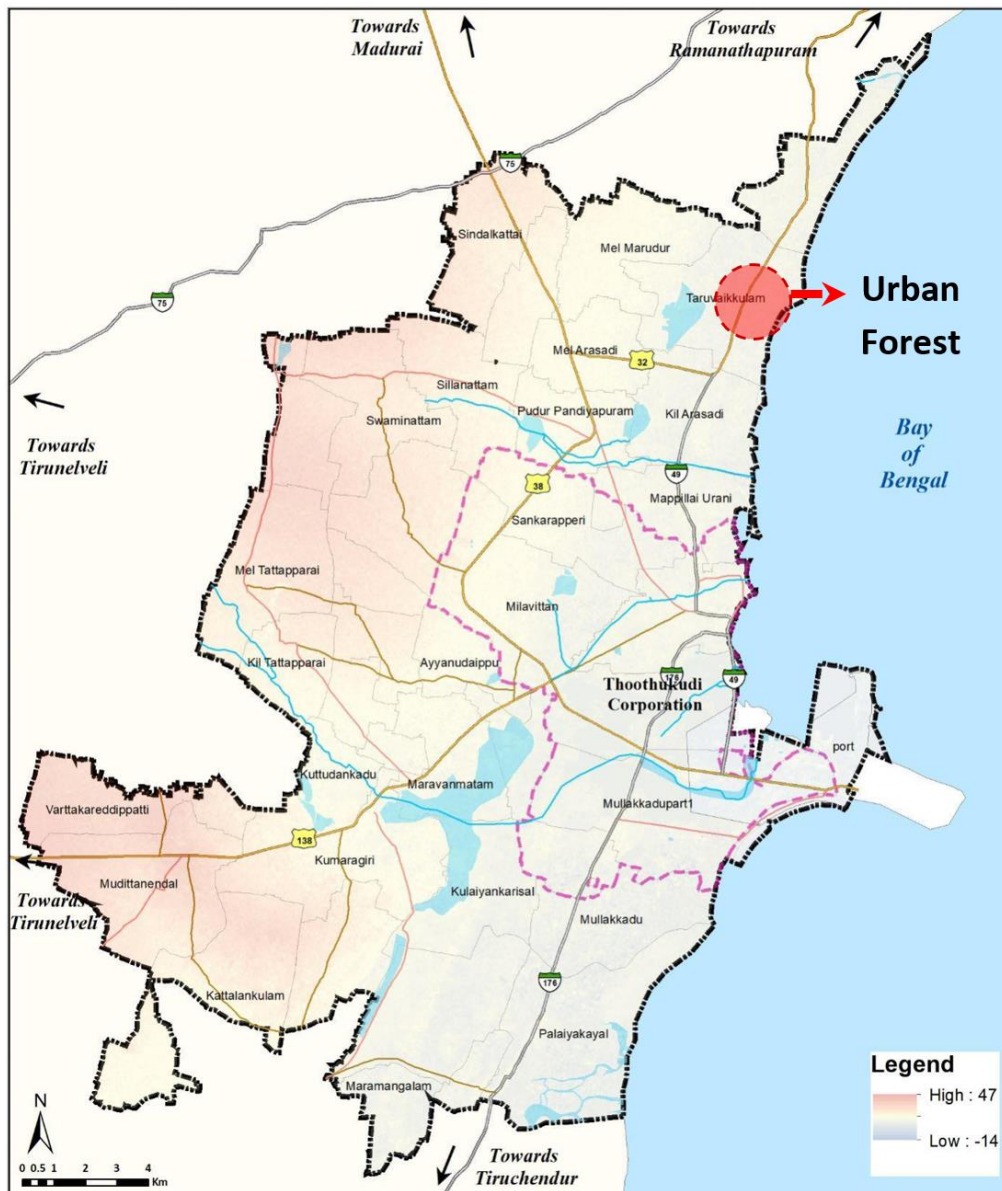 Towards
Madurai
Towards
Ramanathapuram
75
Sindalkattai
Mel Marudur
75
Taruvaikkulam
Urban
Forest
Mel Arasadi
32
Sillanattam
Swaminattam
Pudur Pandiyapuram
Kil Arasadi
Towards
Tirunelveli
Bay
of
Bengal
49
38
Mappillai Urani
Sankarapperi
Mel Tattapparai
Milavittan
Kil Tattapparai
Ayyanudaippu
176
49
Thoothukudi
Corporation
port
Kuttudankadu
Maravanmatam
Varttakareddippatti
Mullakkadupart1
138
Kumaragiri
Mudittanendal
Kulaiyankarisal
Towards
Tirunelveli
Mullakkadu
176
Kattalankulam
Palaiyakayal
Maramangalam
Legend
High : 47
Low : -14
N
0 0.5 1 2 3 4
Km
Towards
Tiruchendur